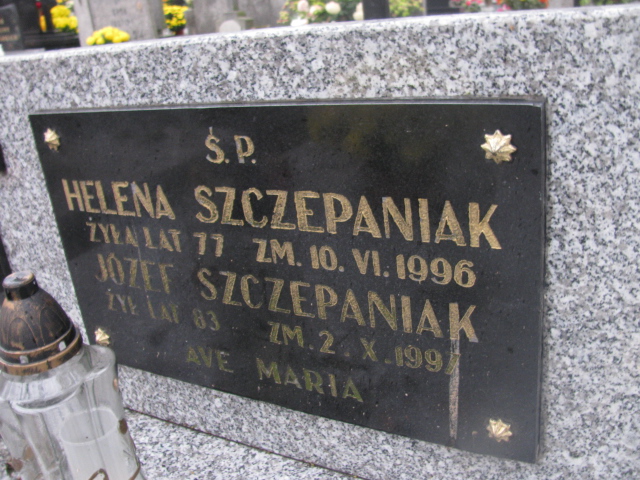 Ś.P.
HELENA SZCZEPANIAK
ŻYŁA LAT 77 ZM. 10.VI.1996
JÓZEF SZCZEPANIAK
ŻYŁ LAT 83 ZM. 2.X.1997
AVE MARIA